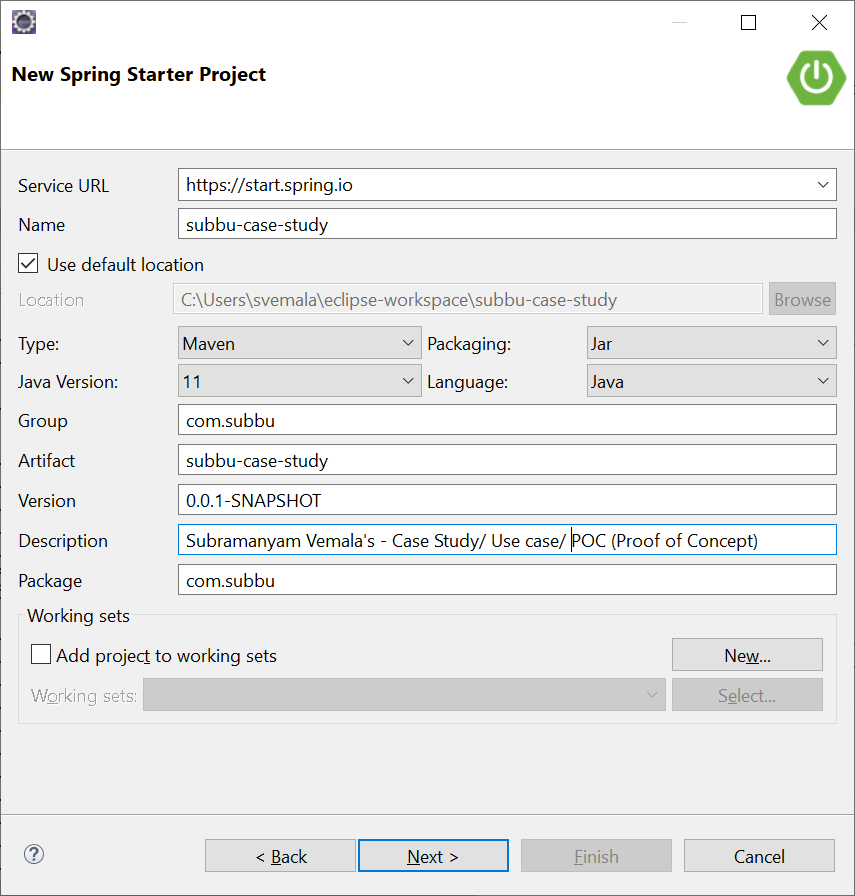 New Spring Starter Project
Service URL https://start.spring.io
Name subbu-case-study
Use default location
Location C:\Users\svemala\eclipse-workspace\subbu-case-study Browse
Type: Maven Packaging: Jar
Java Version: 11 Language: Java
Group com.subbu
Artifact subbu-case-study
Version 0.0.1-SNAPSHOT
Description Subramanyam Vemala's - Case Study/ Use case/ POC (Proof of Concept)
Package com.subbu
Working sets
Add project to working sets New...
Working sets: Select...
? < Back Next > Finish Cancel